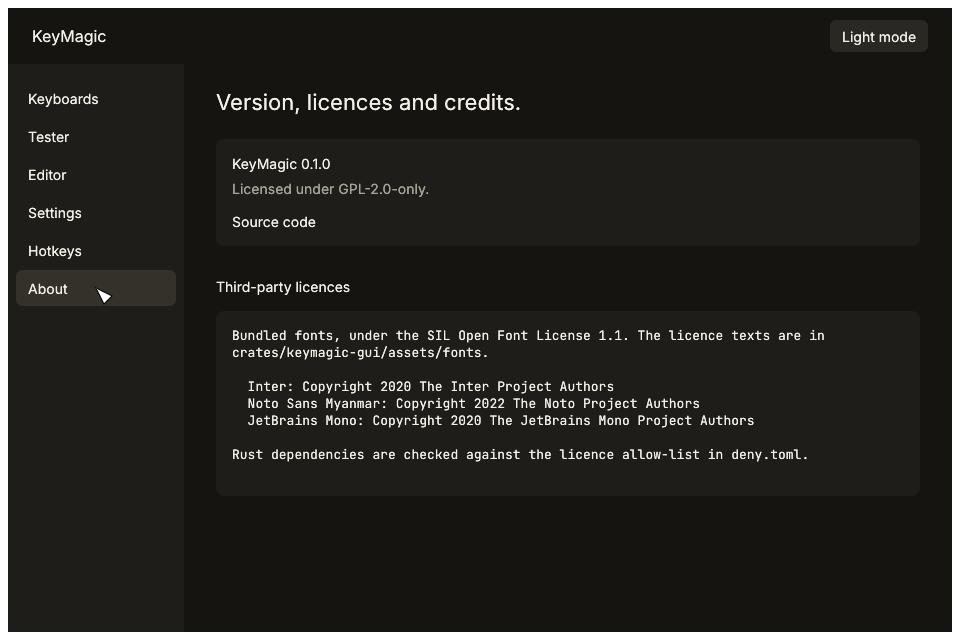 KeyMagic
Light mode
Keyboards
Tester
Editor
Settings
Hotkeys
About
Version, licences and credits.
KeyMagic 0.1.0
Licensed under GPL-2.0-only.
Source code
Third-party licences
Bundled fonts, under the SIL Open Font License 1.1. The licence texts are in
crates/keymagic-gui/assets/fonts.
Inter: Copyright 2020 The Inter Project Authors
Noto Sans Myanmar: Copyright 2022 The Noto Project Authors
JetBrains Mono: Copyright 2020 The JetBrains Mono Project Authors
Rust dependencies are checked against the licence allow-list in deny.toml.